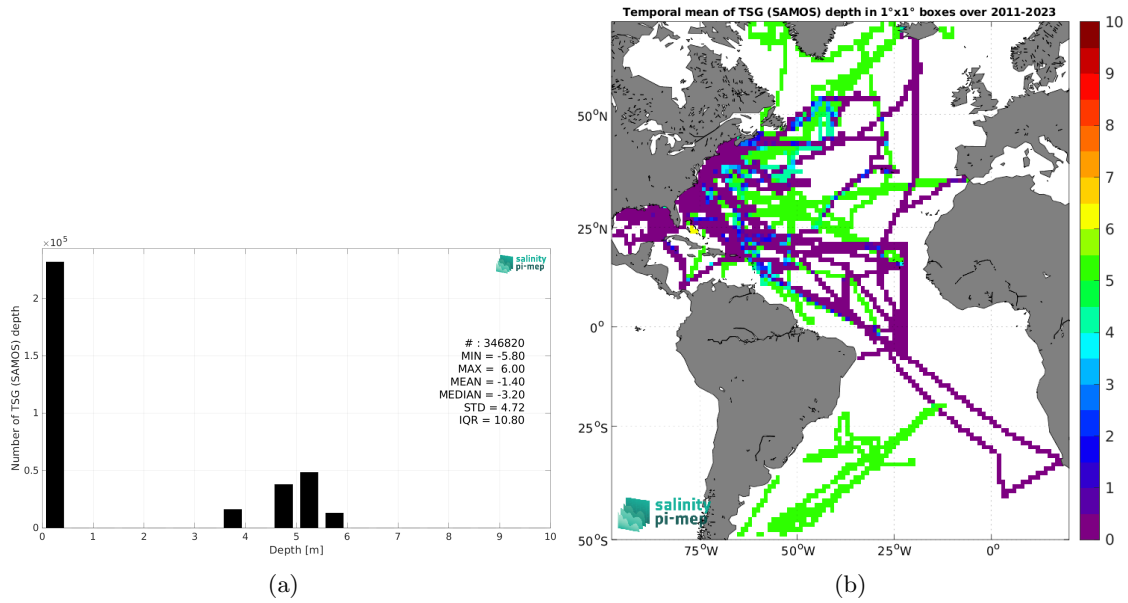 Temporal mean of TSG (SAMOS) depth in 1°x1° boxes over 2011-2023
×10⁵
salinity
pi-mep
# : 346820
MIN = -5.80
MAX = 6.00
MEAN = -1.40
MEDIAN = -3.20
STD = 4.72
IQR = 10.80
Number of TSG (SAMOS) depth
2
1.5
1
0.5
0
0 1 2 3 4 5 6 7 8 9 10
Depth [m]
(a)
50°N
25°N
0°
25°S
50°S
75°W 50°W 25°W 0°
salinity
pi-mep
10
9
8
7
6
5
4
3
2
1
0
(b)